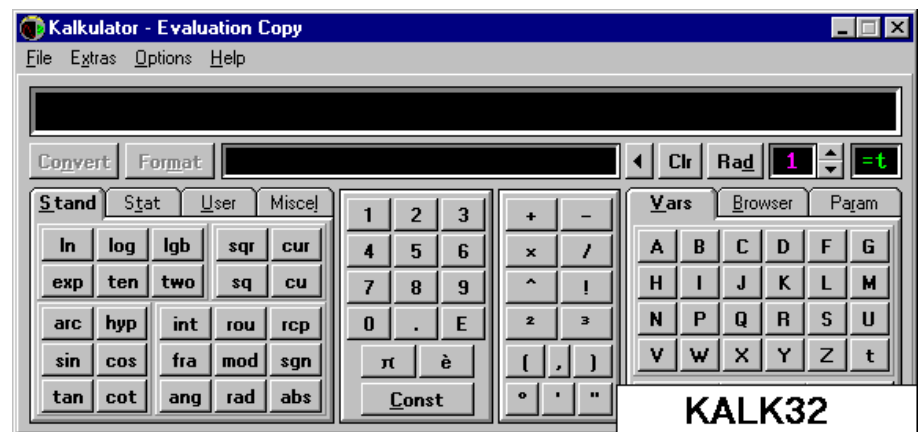 Kalkulator - Evaluation Copy
File Extras Options Help
Convert Format Clr Rad 1 =t
Stand Stat User Miscel
ln log lgb sqr cur
exp ten two sq cu
arc hyp int rou rcp
sin cos fra mod sgn
tan cot ang rad abs
1 2 3
4 5 6
7 8 9
0 . E
π è
Const
+ −
× /
^ !
² ³
( , )
° ' "
Vars Browser Param
A B C D F G
H I J K L M
N P Q R S U
V W X Y Z t
KALK32